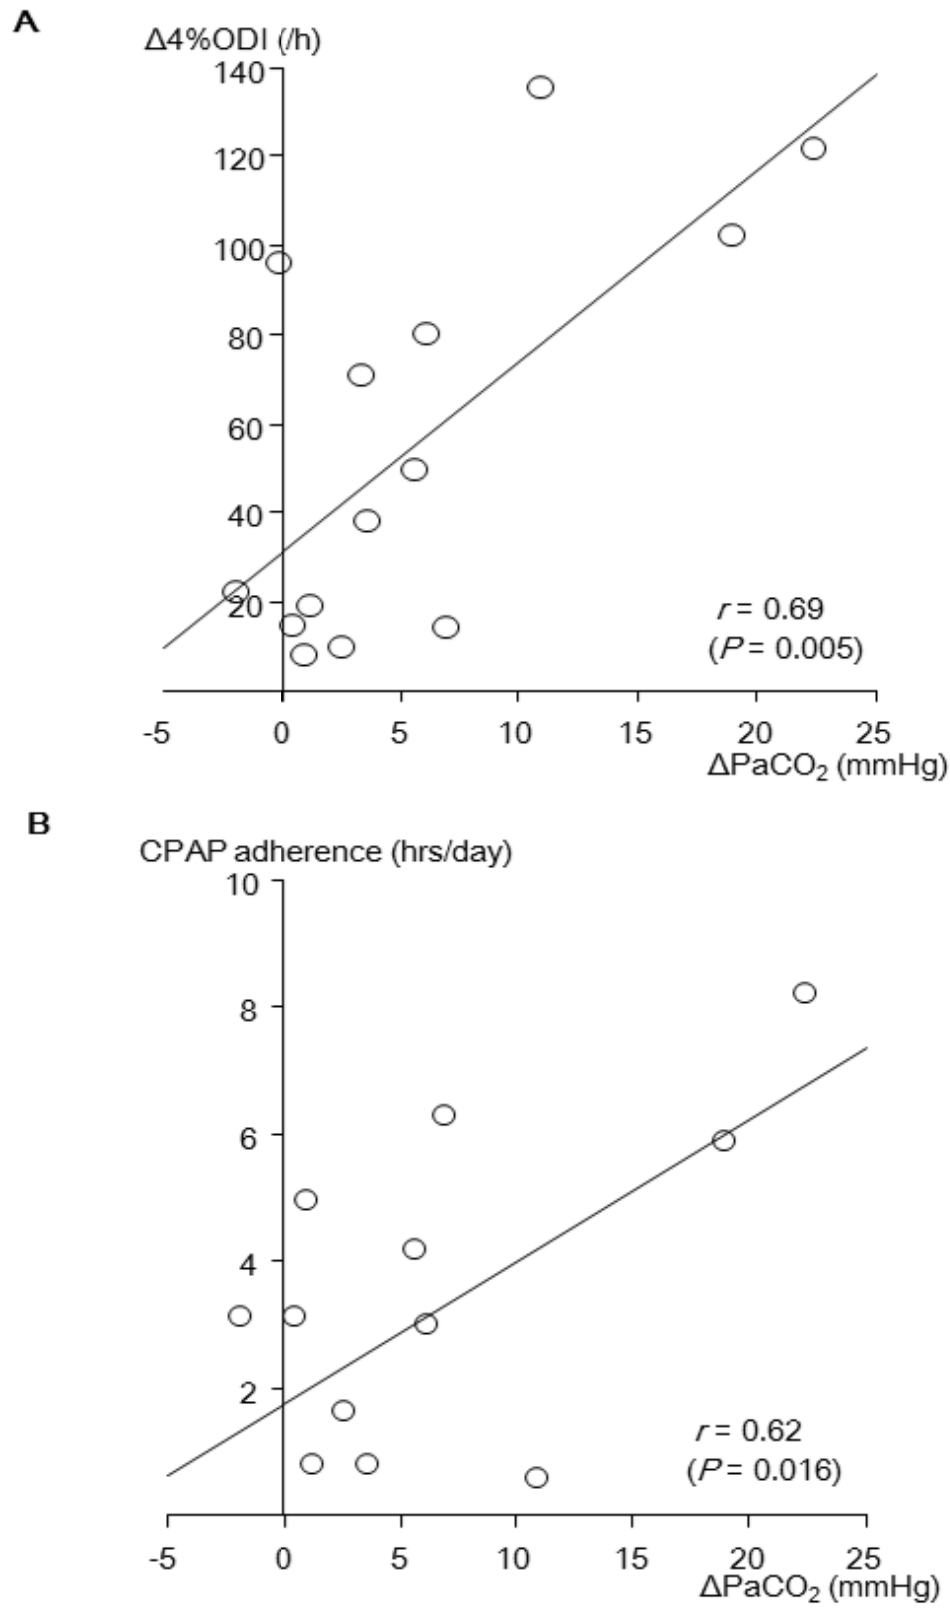 A
Δ4%ODI (/h)
140
120
100
80
60
40
20
r = 0.69
(P = 0.005)
-5 0 5 10 15 20 25
ΔPaCO₂ (mmHg)
B
CPAP adherence (hrs/day)
10
8
6
4
2
r = 0.62
(P = 0.016)
-5 0 5 10 15 20 25
ΔPaCO₂ (mmHg)